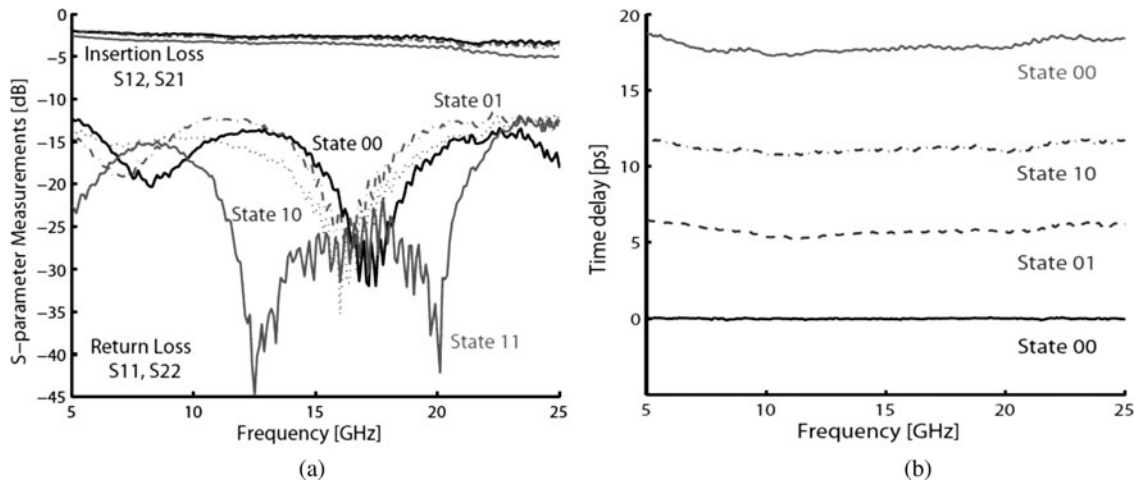 0
−5
−10
−15
−20
−25
−30
−35
−40
−45
S-parameter Measurements [dB]
Insertion Loss
S12, S21
State 01
State 00
State 10
State 11
Return Loss
S11, S22
5 10 15 20 25
Frequency [GHz]
(a)
20
15
10
5
0
Time delay [ps]
State 00
State 10
State 01
State 00
5 10 15 20 25
Frequency [GHz]
(b)